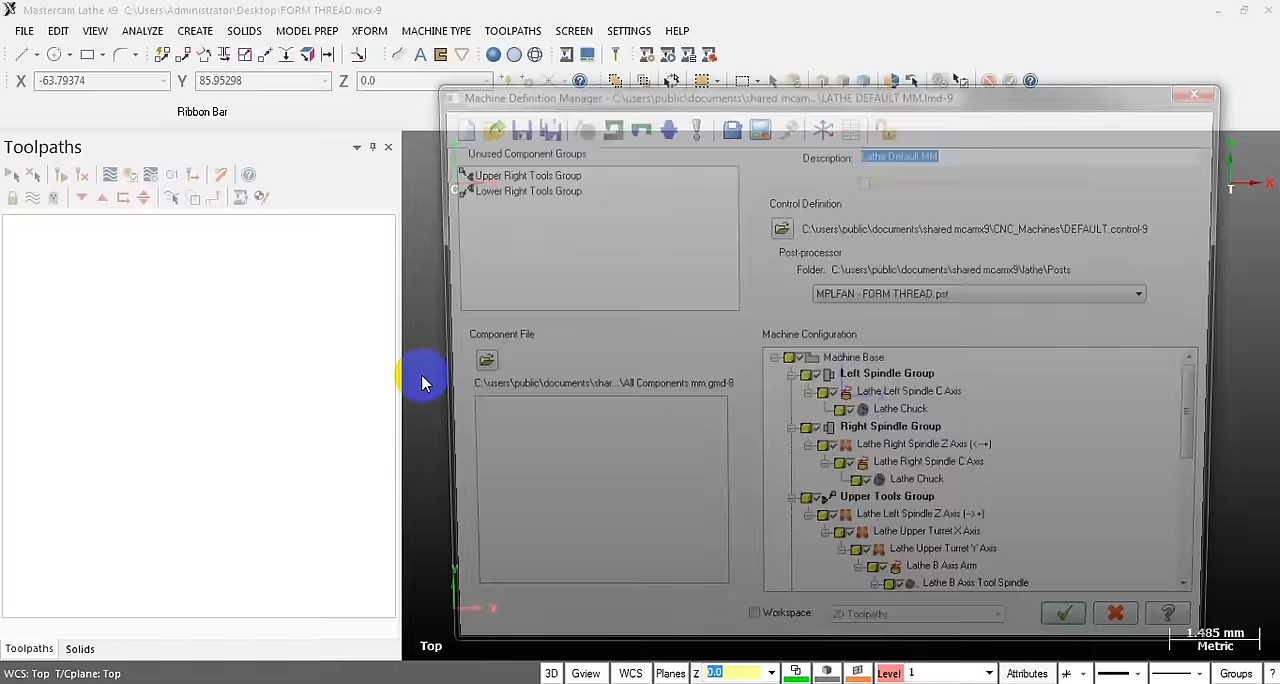 Mastercam Lathe X9 C:\Users\Administrator\Desktop\FORM THREAD.mcx-9
FILE EDIT VIEW ANALYZE CREATE SOLIDS MODEL PREP XFORM MACHINE TYPE TOOLPATHS SCREEN SETTINGS HELP
X -63.79374 Y 85.95298 Z 0.0
Ribbon Bar
Machine Definition Manager - C:\users\public\documents\shared mcam...\LATHE DEFAULT MM.lmd-9
Toolpaths
G1
Unused Component Groups
Upper Right Tools Group
Lower Right Tools Group
Description: Lathe Default MM
Control Definition
C:\users\public\documents\shared mcamx9\CNC_Machines\DEFAULT.control-9
Post-processor
Folder: C:\users\public\documents\shared mcamx9\lathe\Posts
MPLFAN - FORM THREAD.pst
Component File
C:\users\public\documents\shar...\All Components mm.gmd-8
Machine Configuration
Machine Base
Left Spindle Group
Lathe Left Spindle C Axis
Lathe Chuck
Right Spindle Group
Lathe Right Spindle Z Axis (<--+)
Lathe Right Spindle C Axis
Lathe Chuck
Upper Tools Group
Lathe Left Spindle Z Axis (-->+)
Lathe Upper Turret X Axis
Lathe Upper Turret Y Axis
Lathe B Axis Arm
Lathe B Axis Tool Spindle
Workspace: 2D Toolpaths
C
T
X
Y
X
Top
1.485 mm
Metric
Toolpaths Solids
WCS: Top T/Cplane: Top
3D Gview WCS Planes Z 0.0 Level 1 Attributes Groups ?